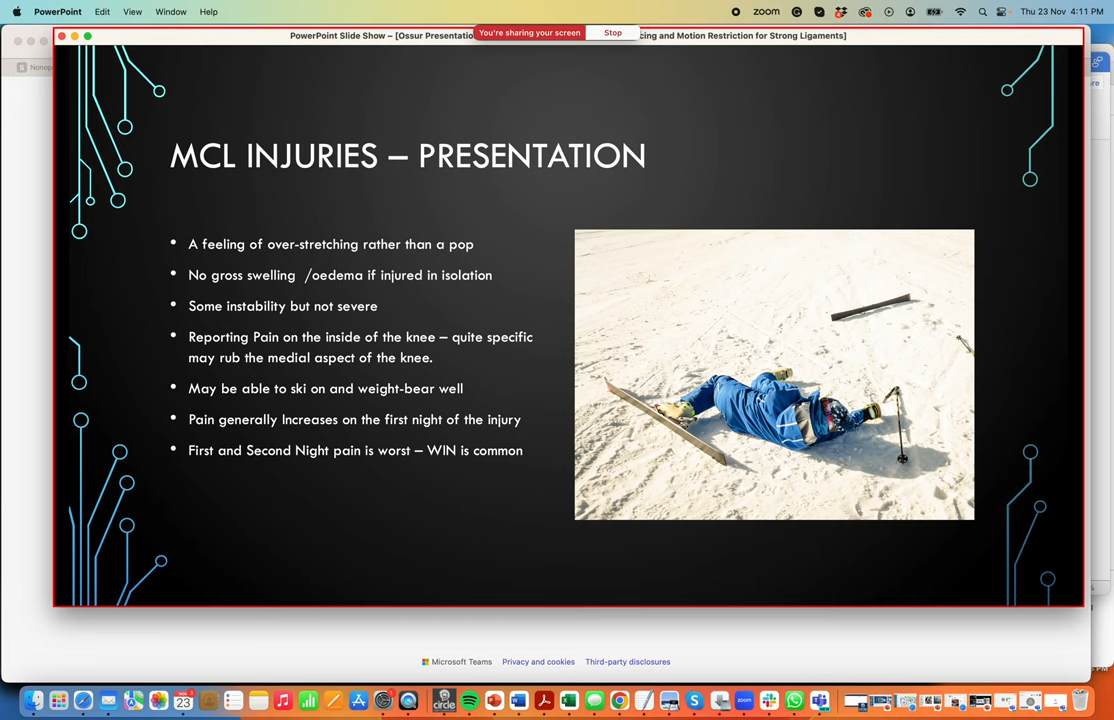 PowerPoint Edit View Window Help
zoom
Thu 23 Nov 4:11 PM
PowerPoint Slide Show – [Ossur
You're sharing your screen
Stop
and Motion Restriction for Strong Ligaments]
MCL INJURIES – PRESENTATION
• A feeling of over-stretching rather than a pop
• No gross swelling /oedema if injured in isolation
• Some instability but not severe
• Reporting Pain on the inside of the knee – quite specific
may rub the medial aspect of the knee.
• May be able to ski on and weight-bear well
• Pain generally Increases on the first night of the injury
• First and Second Night pain is worst – WIN is common
Microsoft Teams Privacy and cookies Third-party disclosures
23
circle
zoom